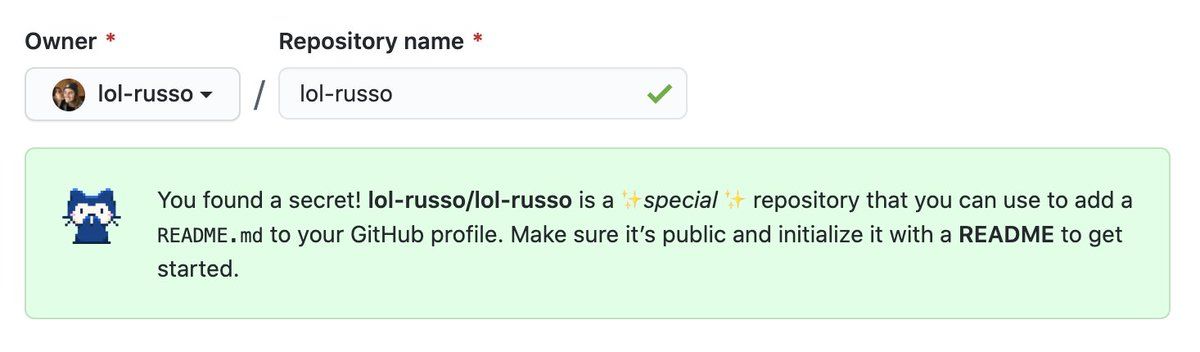 Owner * Repository name *
lol-russo / lol-russo
You found a secret! lol-russo/lol-russo is a ✨special✨ repository that you can use to add a
README.md to your GitHub profile. Make sure it’s public and initialize it with a README to get
started.